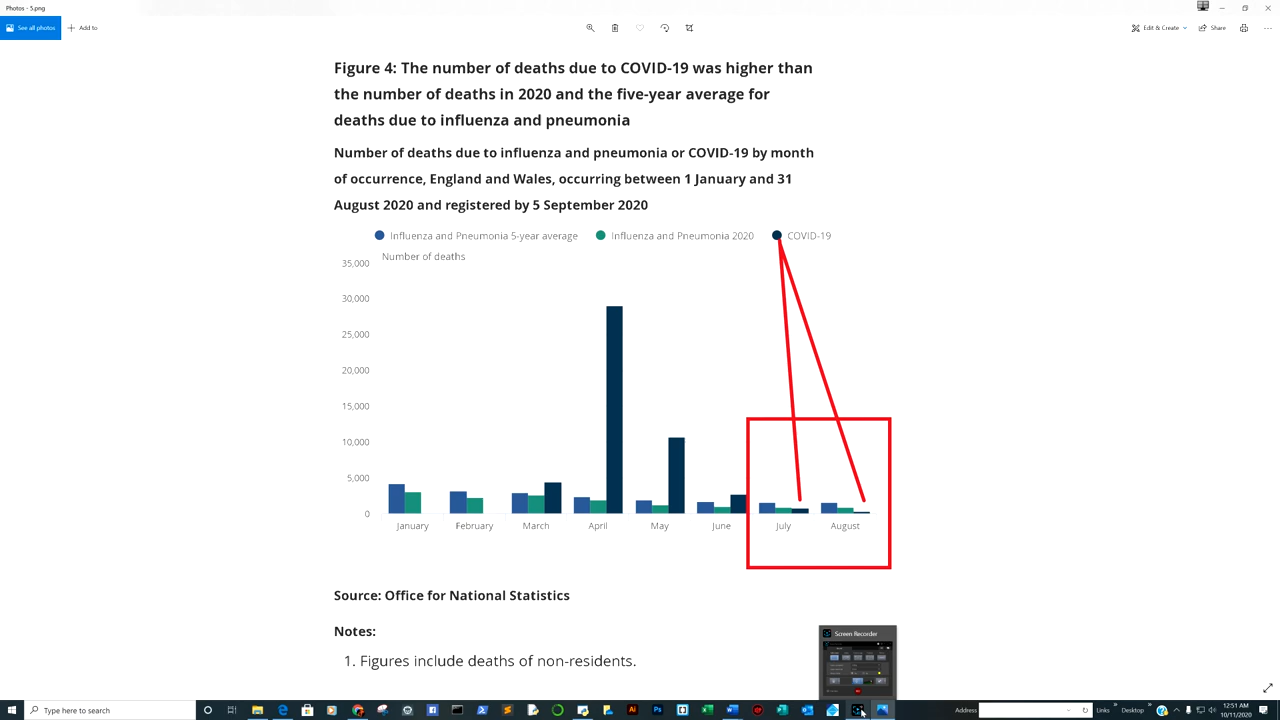 Photos - 5.png
See all photos
Add to
Edit & Create
Share
Figure 4: The number of deaths due to COVID-19 was higher than
the number of deaths in 2020 and the five-year average for
deaths due to influenza and pneumonia
Number of deaths due to influenza and pneumonia or COVID-19 by month
of occurrence, England and Wales, occurring between 1 January and 31
August 2020 and registered by 5 September 2020
Influenza and Pneumonia 5-year average
Influenza and Pneumonia 2020
COVID-19
Number of deaths
35,000
30,000
25,000
20,000
15,000
10,000
5,000
0
January
February
March
April
May
June
July
August
Source: Office for National Statistics
Notes:
1. Figures include deaths of nonresidents.
Screen Recorder
Type here to search
Address
Links
Desktop
12:51 AM
10/11/2020